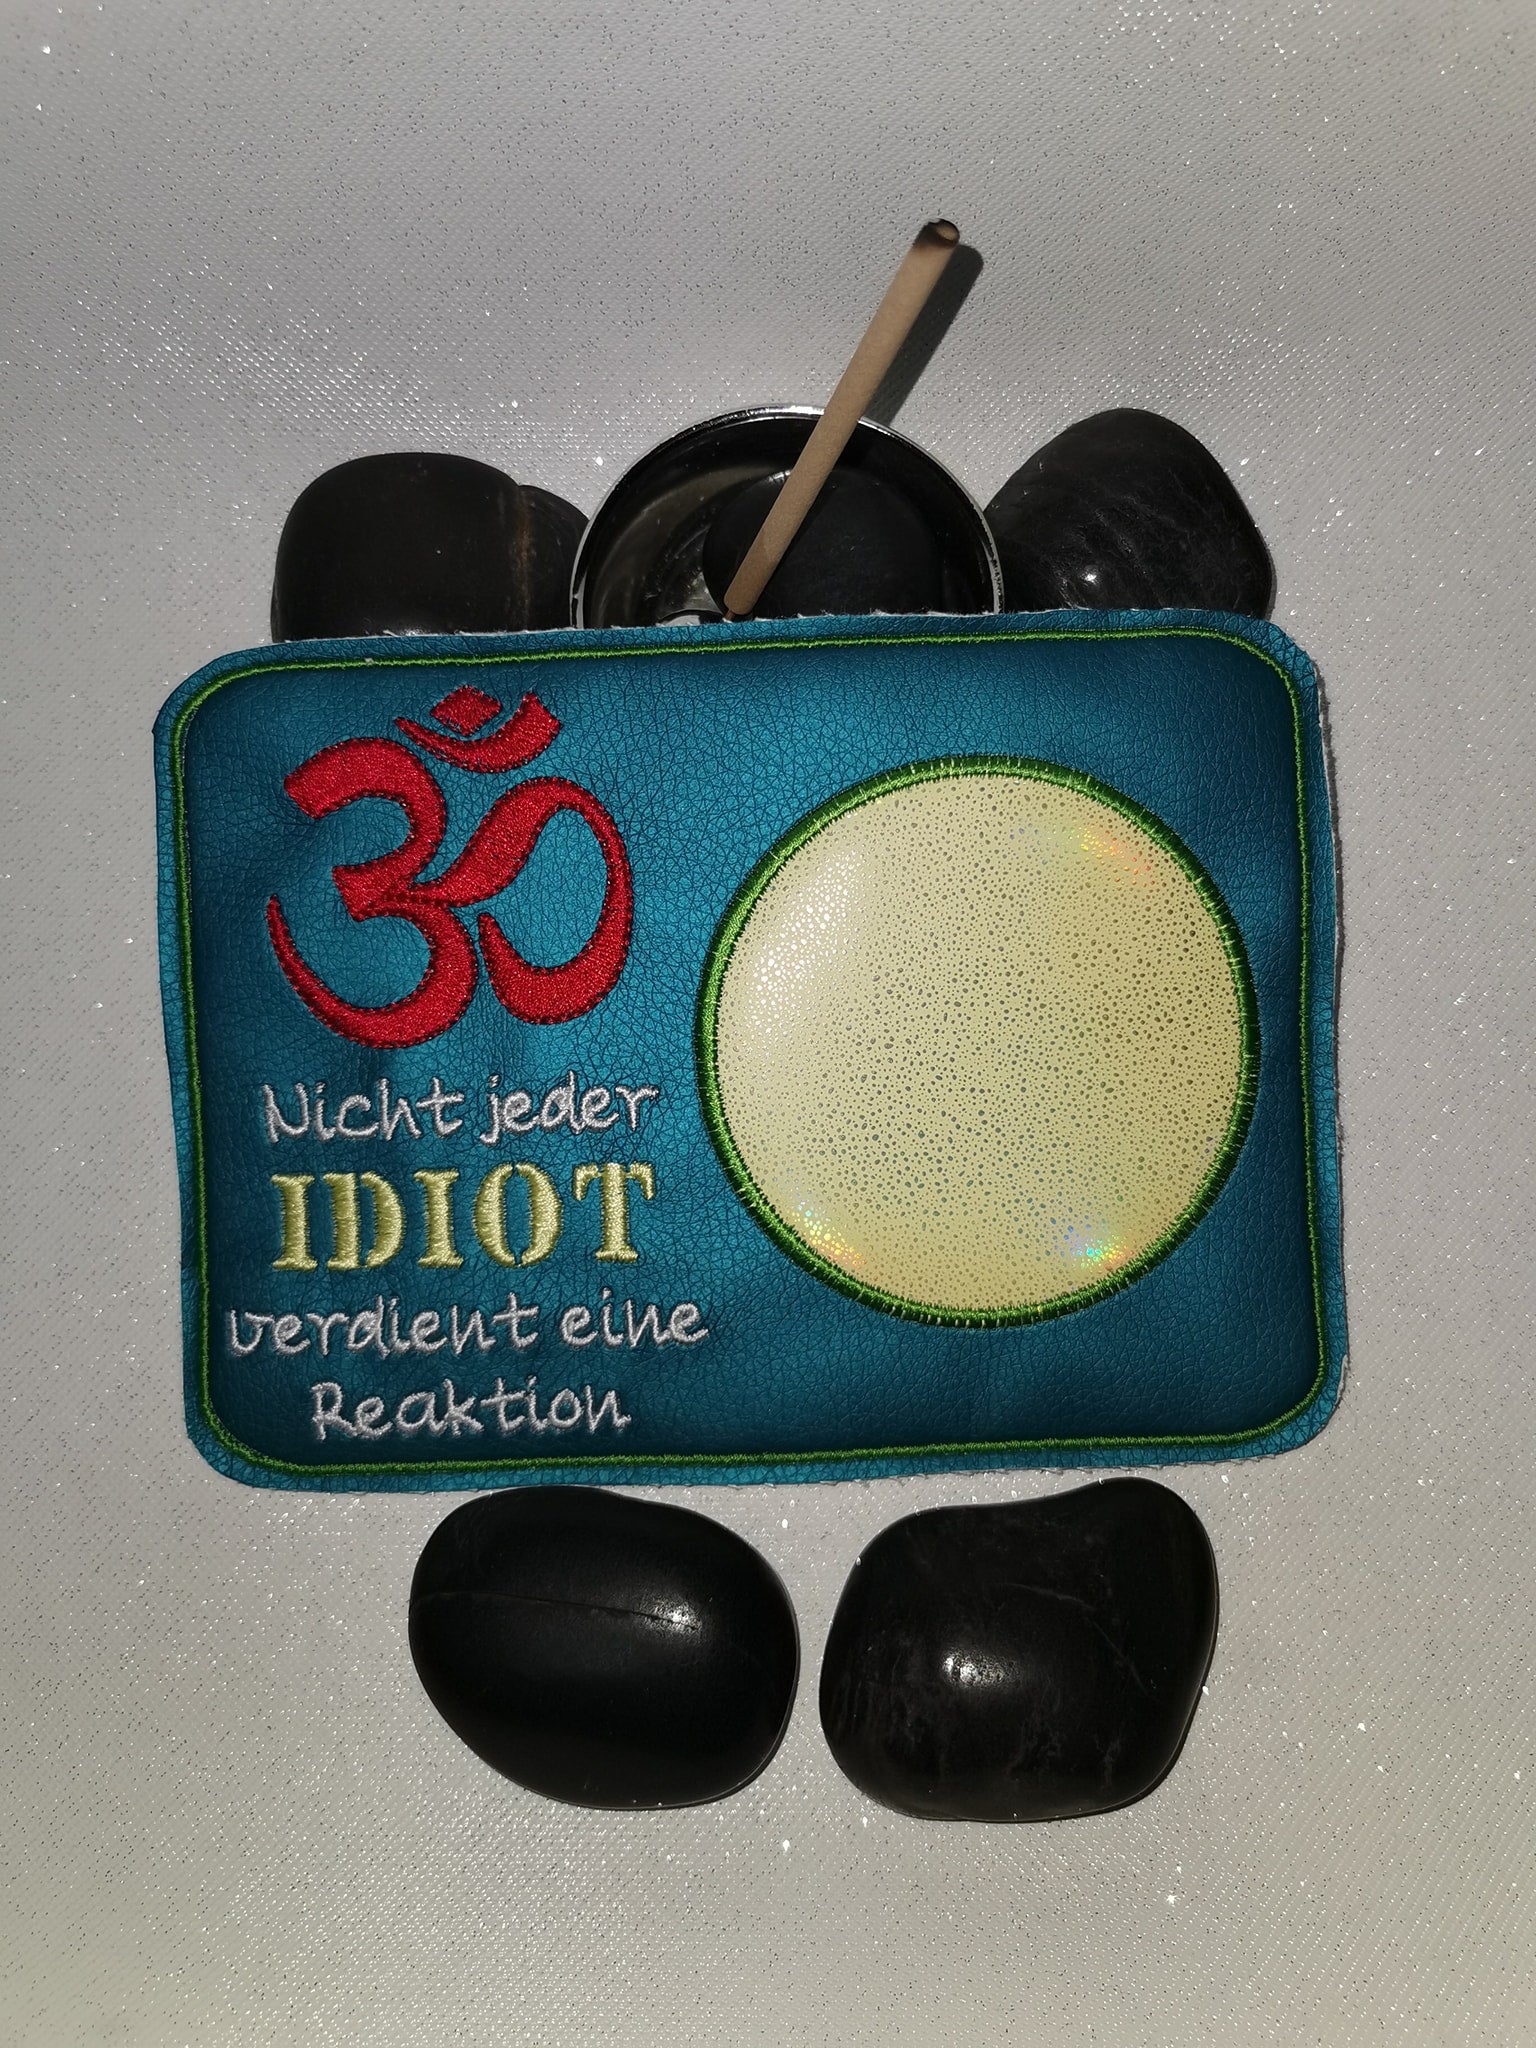 ॐ
Nicht jeder
IDIOT
verdient eine
Reaktion